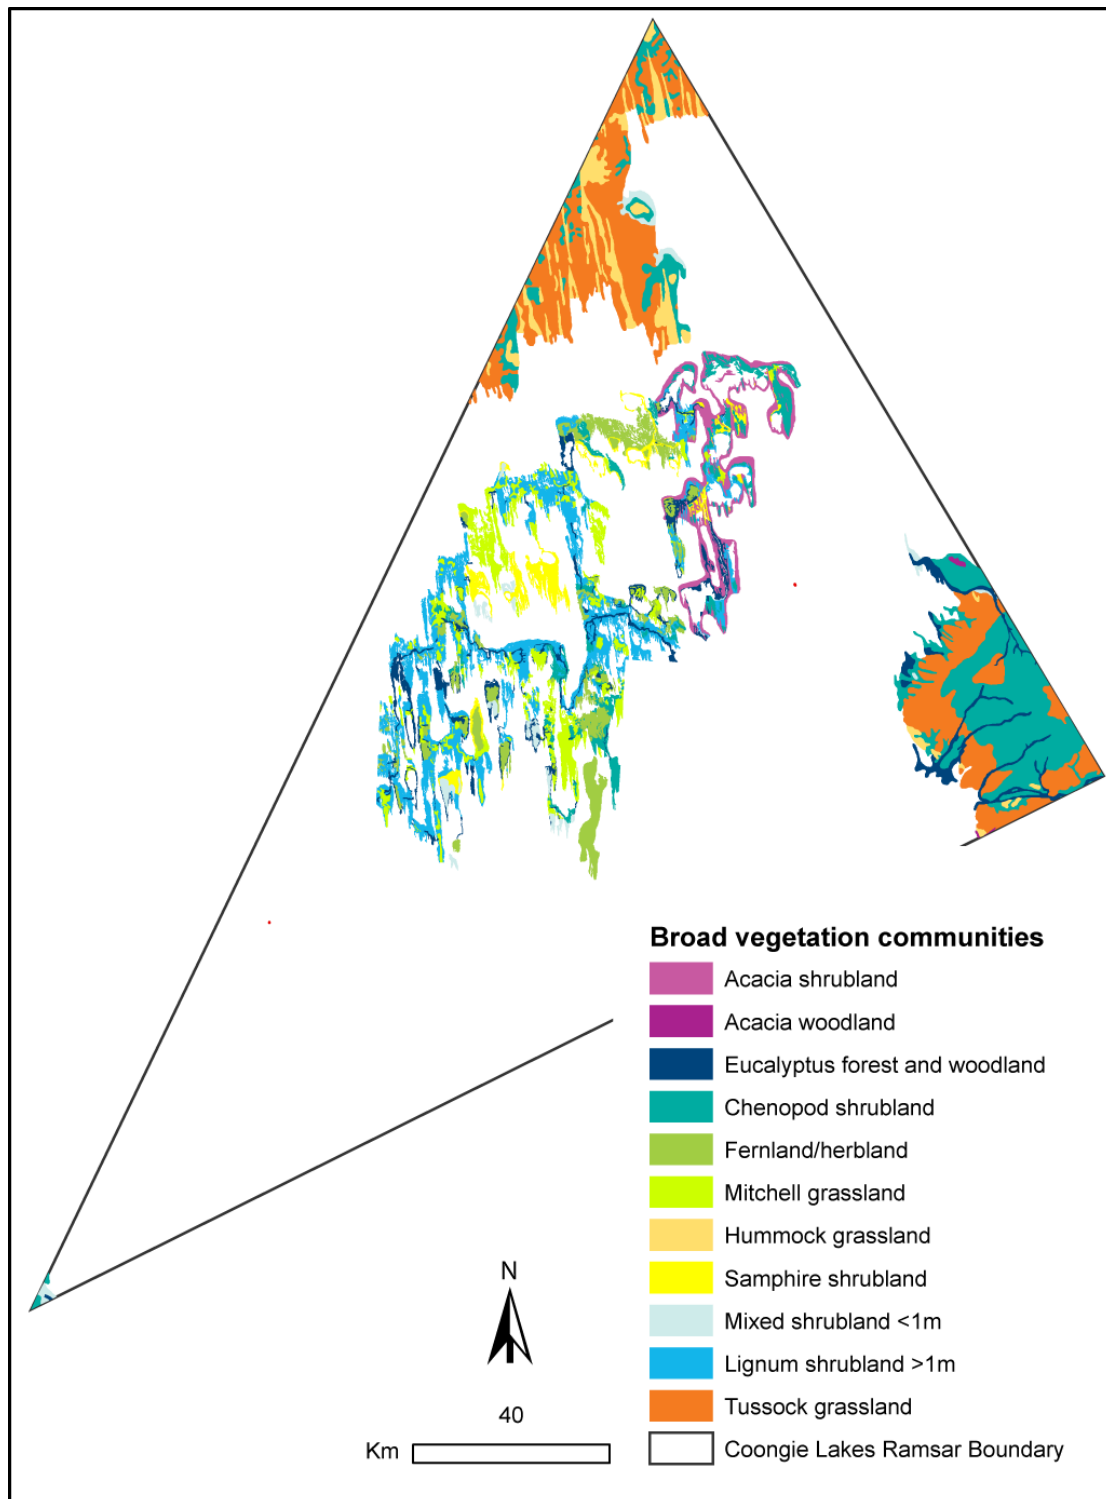 Broad vegetation communities
Acacia shrubland
Acacia woodland
Eucalyptus forest and woodland
Chenopod shrubland
Fernland/herbland
Mitchell grassland
Hummock grassland
Samphire shrubland
Mixed shrubland <1m
Lignum shrubland >1m
Tussock grassland
Coongie Lakes Ramsar Boundary
N
40
Km